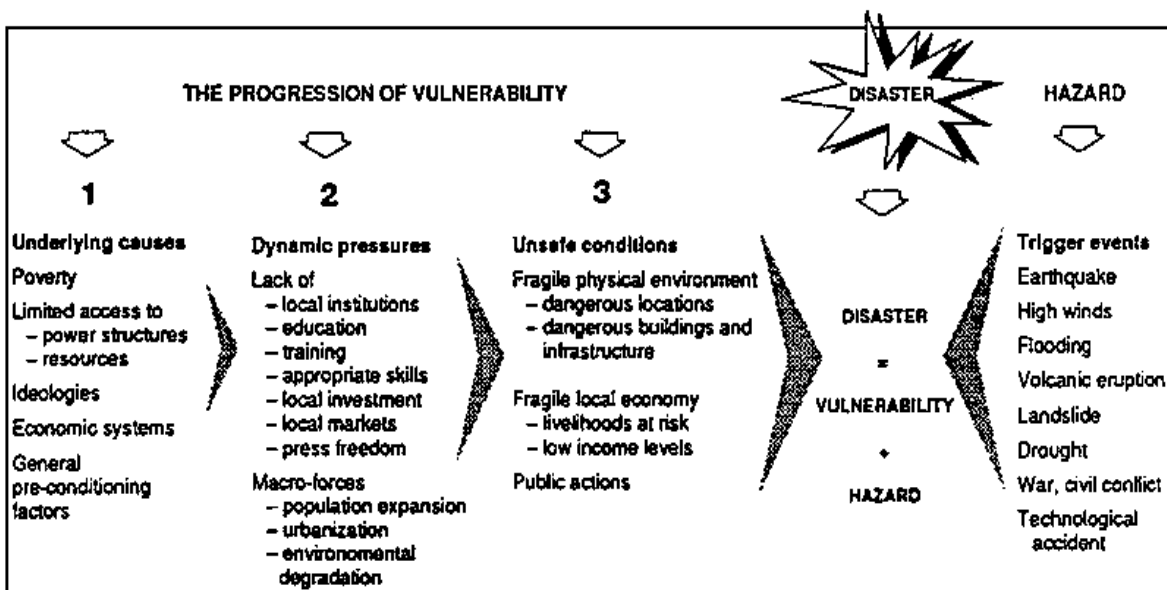 THE PROGRESSION OF VULNERABILITY
DISASTER
HAZARD
1
Underlying causes
Poverty
Limited access to
– power structures
– resources
Ideologies
Economic systems
General
pre-conditioning
factors
2
Dynamic pressures
Lack of
– local institutions
– education
– training
– appropriate skills
– local investment
– local markets
– press freedom
Macro-forces
– population expansion
– urbanization
– environomental
degradation
3
Unsafe conditions
Fragile physical environment
– dangerous locations
– dangerous buildings and
infrastructure
Fragile local economy
– livelihoods at risk
– low income levels
Public actions
DISASTER
=
VULNERABILITY
+
HAZARD
Trigger events
Earthquake
High winds
Flooding
Volcanic eruption
Landslide
Drought
War, civil conflict
Technological
accident